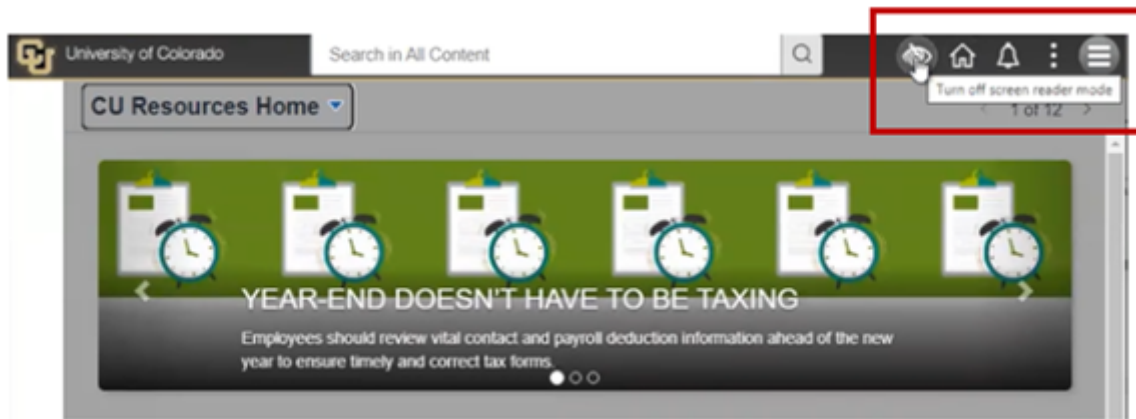 CU University of Colorado Search in All Content
Turn off screen reader mode
CU Resources Home
1 of 12
YEAR-END DOESN'T HAVE TO BE TAXING
Employees should review vital contact and payroll deduction information ahead of the new
year to ensure timely and correct tax forms.